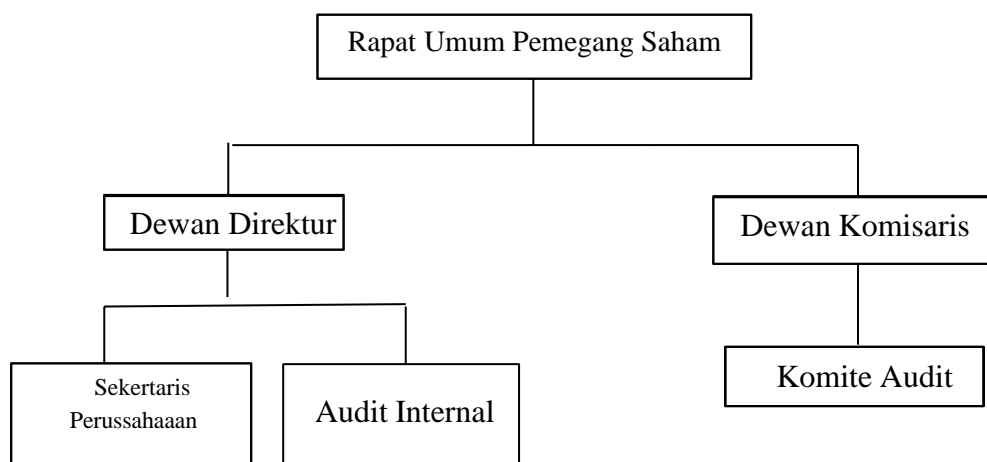 Rapat Umum Pemegang Saham
Dewan Direktur
Dewan Komisaris
Sekertaris
Perussahaaan
Audit Internal
Komite Audit